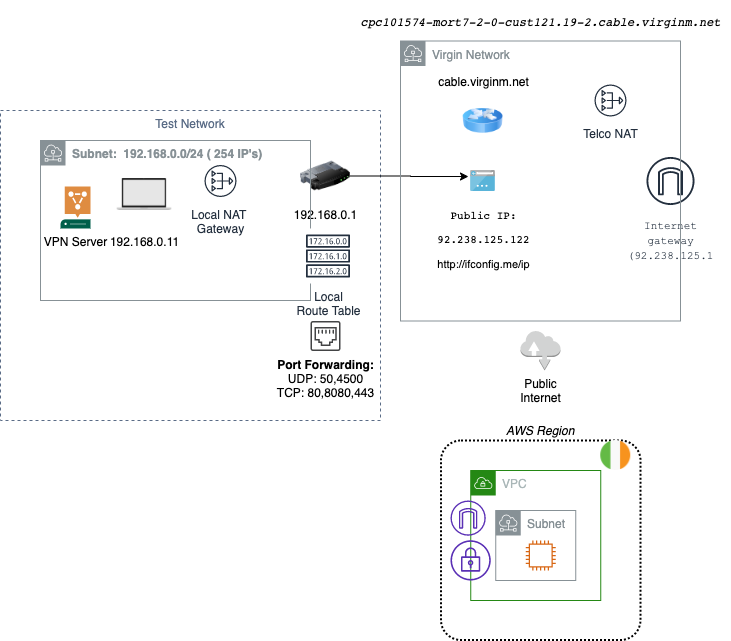 cpc101574-mort7-2-0-cust121.19-2.cable.virginm.net
Virgin Network
cable.virginm.net
Telco NAT
Test Network
Subnet: 192.168.0.0/24 ( 254 IP's)
Local NAT
Gateway
192.168.0.1
VPN Server 192.168.0.11
172.16.0.0
172.16.1.0
172.16.2.0
Local
Route Table
Port Forwarding:
UDP: 50,4500
TCP: 80,8080,443
Public IP:
92.238.125.122
http://ifconfig.me/ip
Internet
gateway
(92.238.125.1
Public
Internet
AWS Region
VPC
Subnet